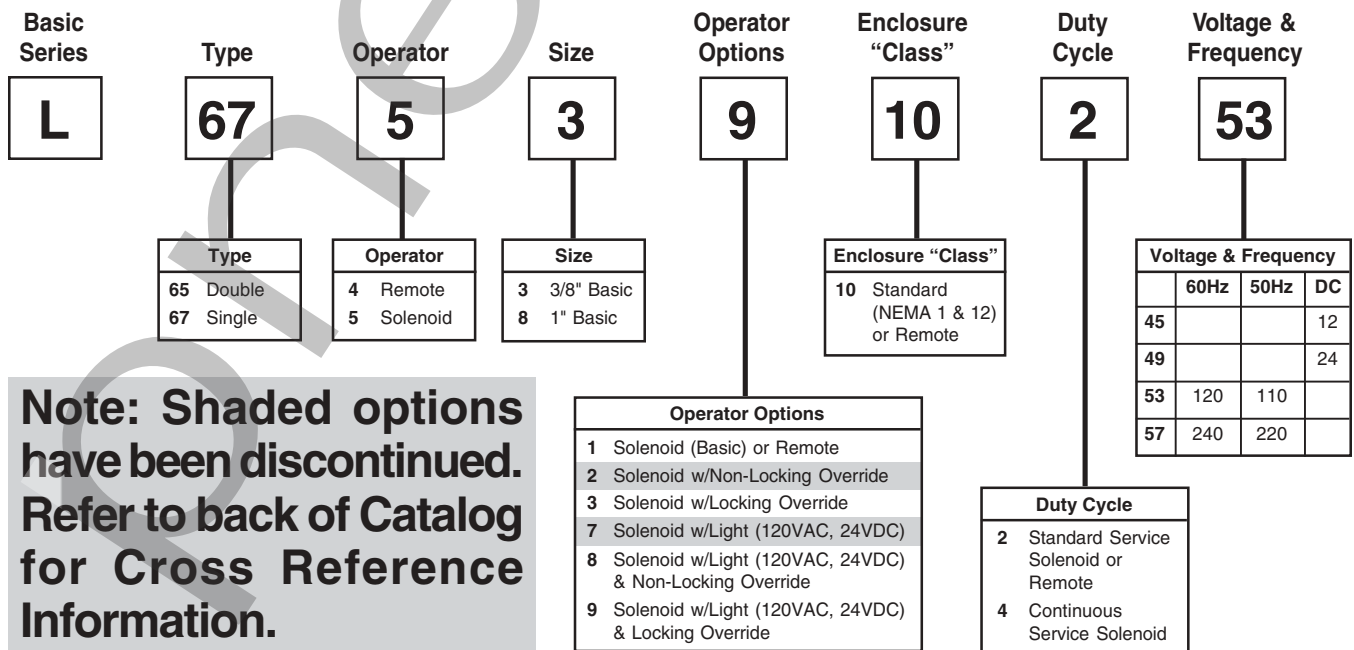 Basic Series
Type
Operator
Size
Operator Options
Enclosure “Class”
Duty Cycle
Voltage & Frequency
L
67
5
3
9
10
2
53
Type
65 Double
67 Single
Operator
4 Remote
5 Solenoid
Size
3 3/8" Basic
8 1" Basic
Enclosure “Class”
10 Standard
(NEMA 1 & 12)
or Remote
Voltage & Frequency
60Hz 50Hz DC
45 12
49 24
53 120 110
57 240 220
Note: Shaded options
have been discontinued.
Refer to back of Catalog
for Cross Reference
Information.
Operator Options
1 Solenoid (Basic) or Remote
2 Solenoid w/Non-Locking Override
3 Solenoid w/Locking Override
7 Solenoid w/Light (120VAC, 24VDC)
8 Solenoid w/Light (120VAC, 24VDC)
& Non-Locking Override
9 Solenoid w/Light (120VAC, 24VDC)
& Locking Override
Duty Cycle
2 Standard Service
Solenoid or
Remote
4 Continuous
Service Solenoid
pne